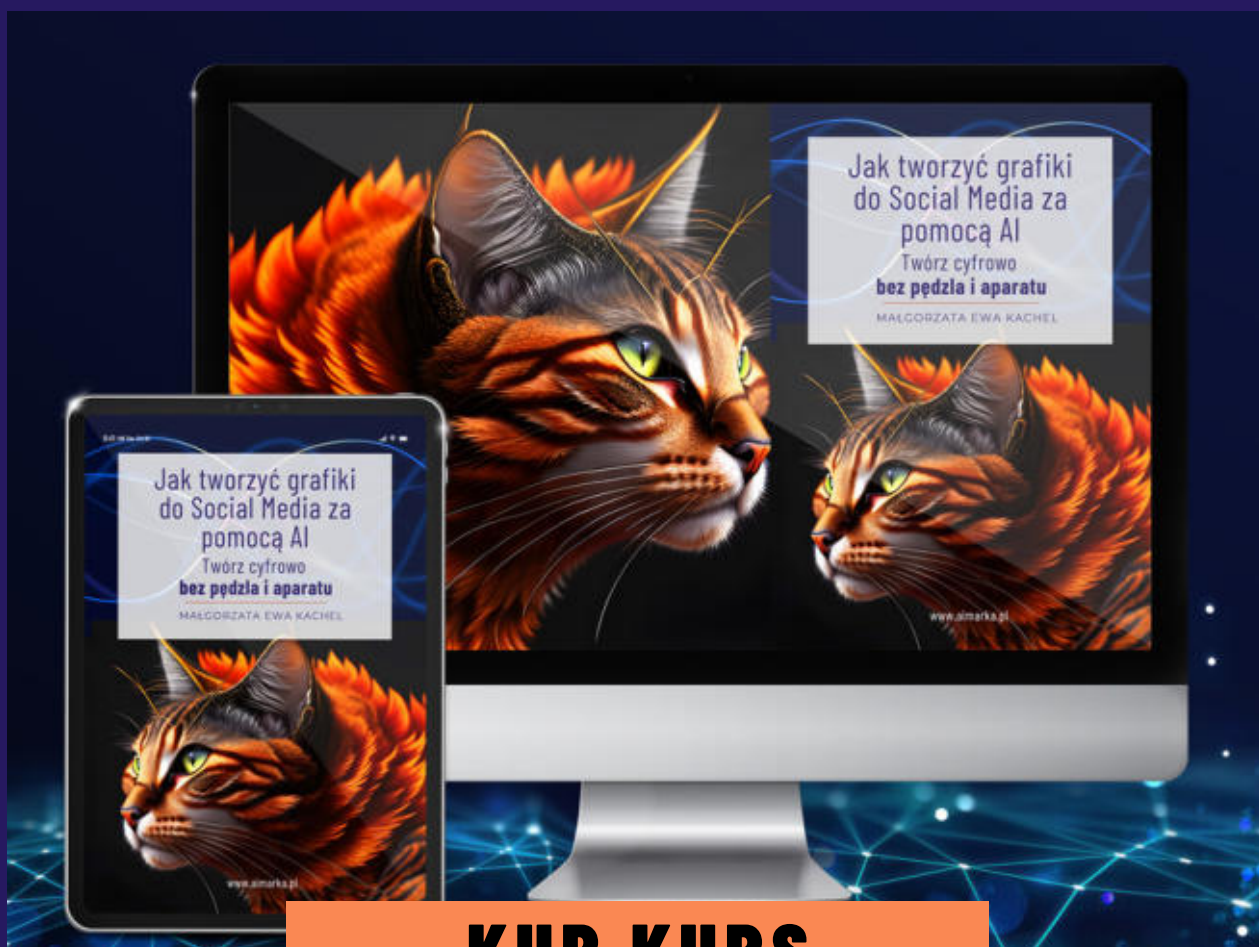 Jak tworzyć grafiki
do Social Media za
pomocą AI
Twórz cyfrowo
bez pędzla i aparatu
MAŁGORZATA EWA KACHEL
www.aimarka.pl
Jak tworzyć grafiki
do Social Media za
pomocą AI
Twórz cyfrowo
bez pędzla i aparatu
MAŁGORZATA EWA KACHEL
www.aimarka.pl
KUP KURS